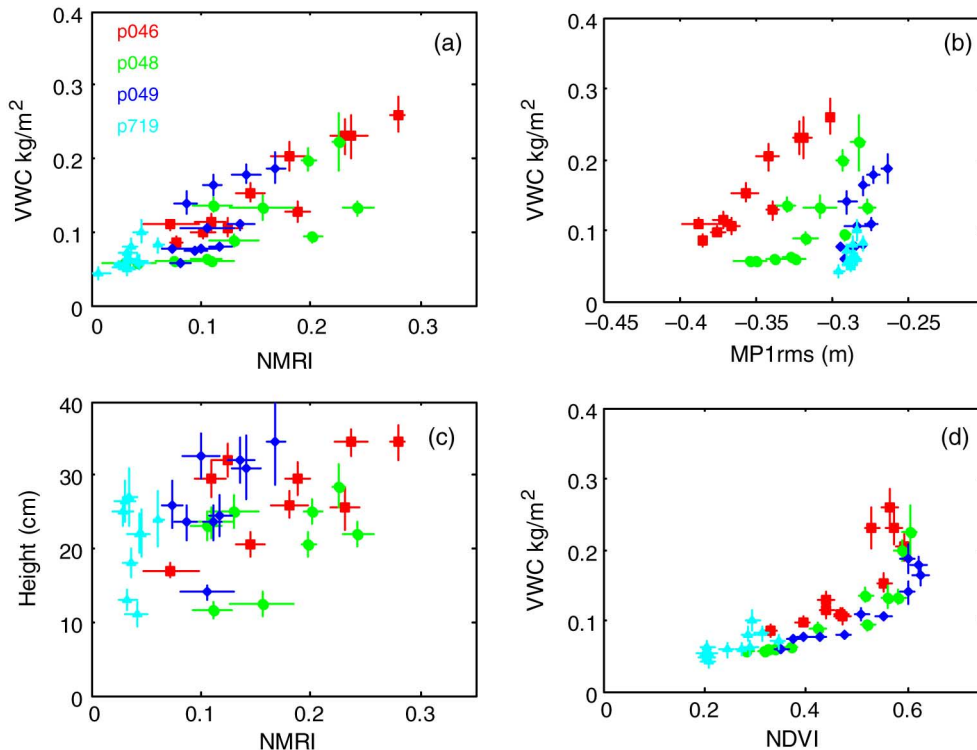 0.4
0.3
0.2
0.1
0
VWC kg/m2
p046
p048
p049
p719
(a)
0 0.1 0.2 0.3
NMRI
0.4
0.3
0.2
0.1
0
VWC kg/m2
(b)
−0.45 −0.4 −0.35 −0.3 −0.25
MP1rms (m)
40
30
20
10
0
Height (cm)
(c)
0 0.1 0.2 0.3
NMRI
0.4
0.3
0.2
0.1
0
VWC kg/m2
(d)
0 0.2 0.4 0.6
NDVI